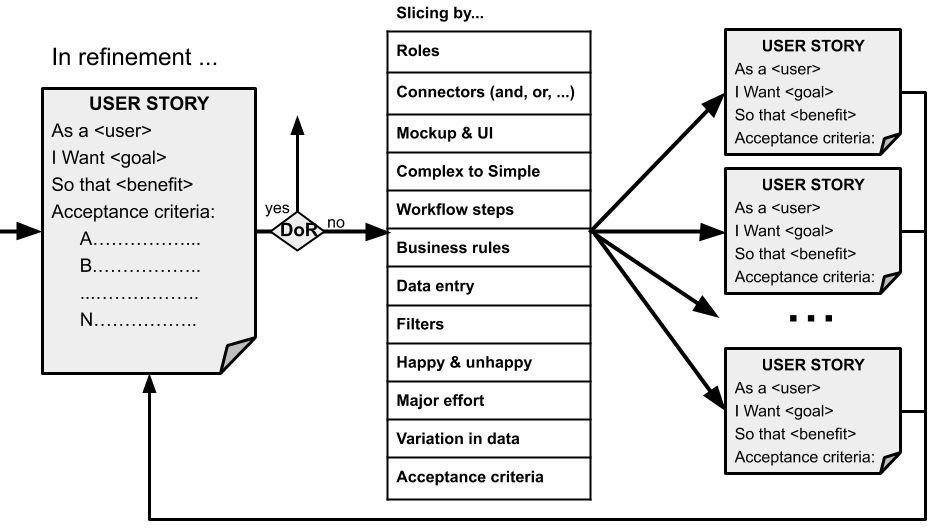 In refinement ...
USER STORY
As a <user>
I Want <goal>
So that <benefit>
Acceptance criteria:
A……………...
B……………..
...……………..
N……………..
yes
DoR
no
Slicing by...
Roles
Connectors (and, or, ...)
Mockup & UI
Complex to Simple
Workflow steps
Business rules
Data entry
Filters
Happy & unhappy
Major effort
Variation in data
Acceptance criteria
USER STORY
As a <user>
I Want <goal>
So that <benefit>
Acceptance criteria:
USER STORY
As a <user>
I Want <goal>
So that <benefit>
Acceptance criteria:
...
USER STORY
As a <user>
I Want <goal>
So that <benefit>
Acceptance criteria: